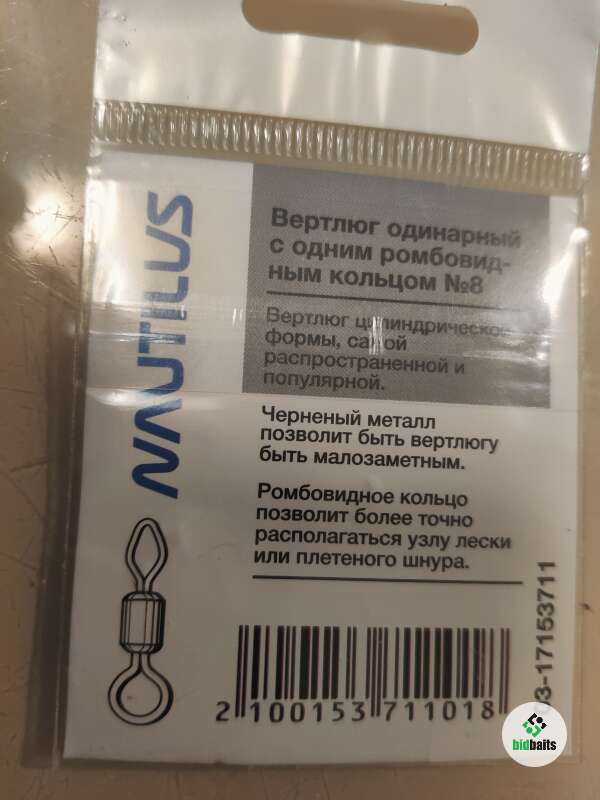 NAUTILUS
Вертлюг одинарный
с одним ромбовид-
ным кольцом №8
Вертлюг цилиндрической
формы, самой
распространенной и
популярной.
Черненый металл
позволит быть вертлюгу
быть малозаметным.
Ромбовидное кольцо
позволит более точно
располагаться узлу лески
или плетеного шнура.
03-17153711
2 100153 711018
bidbaits